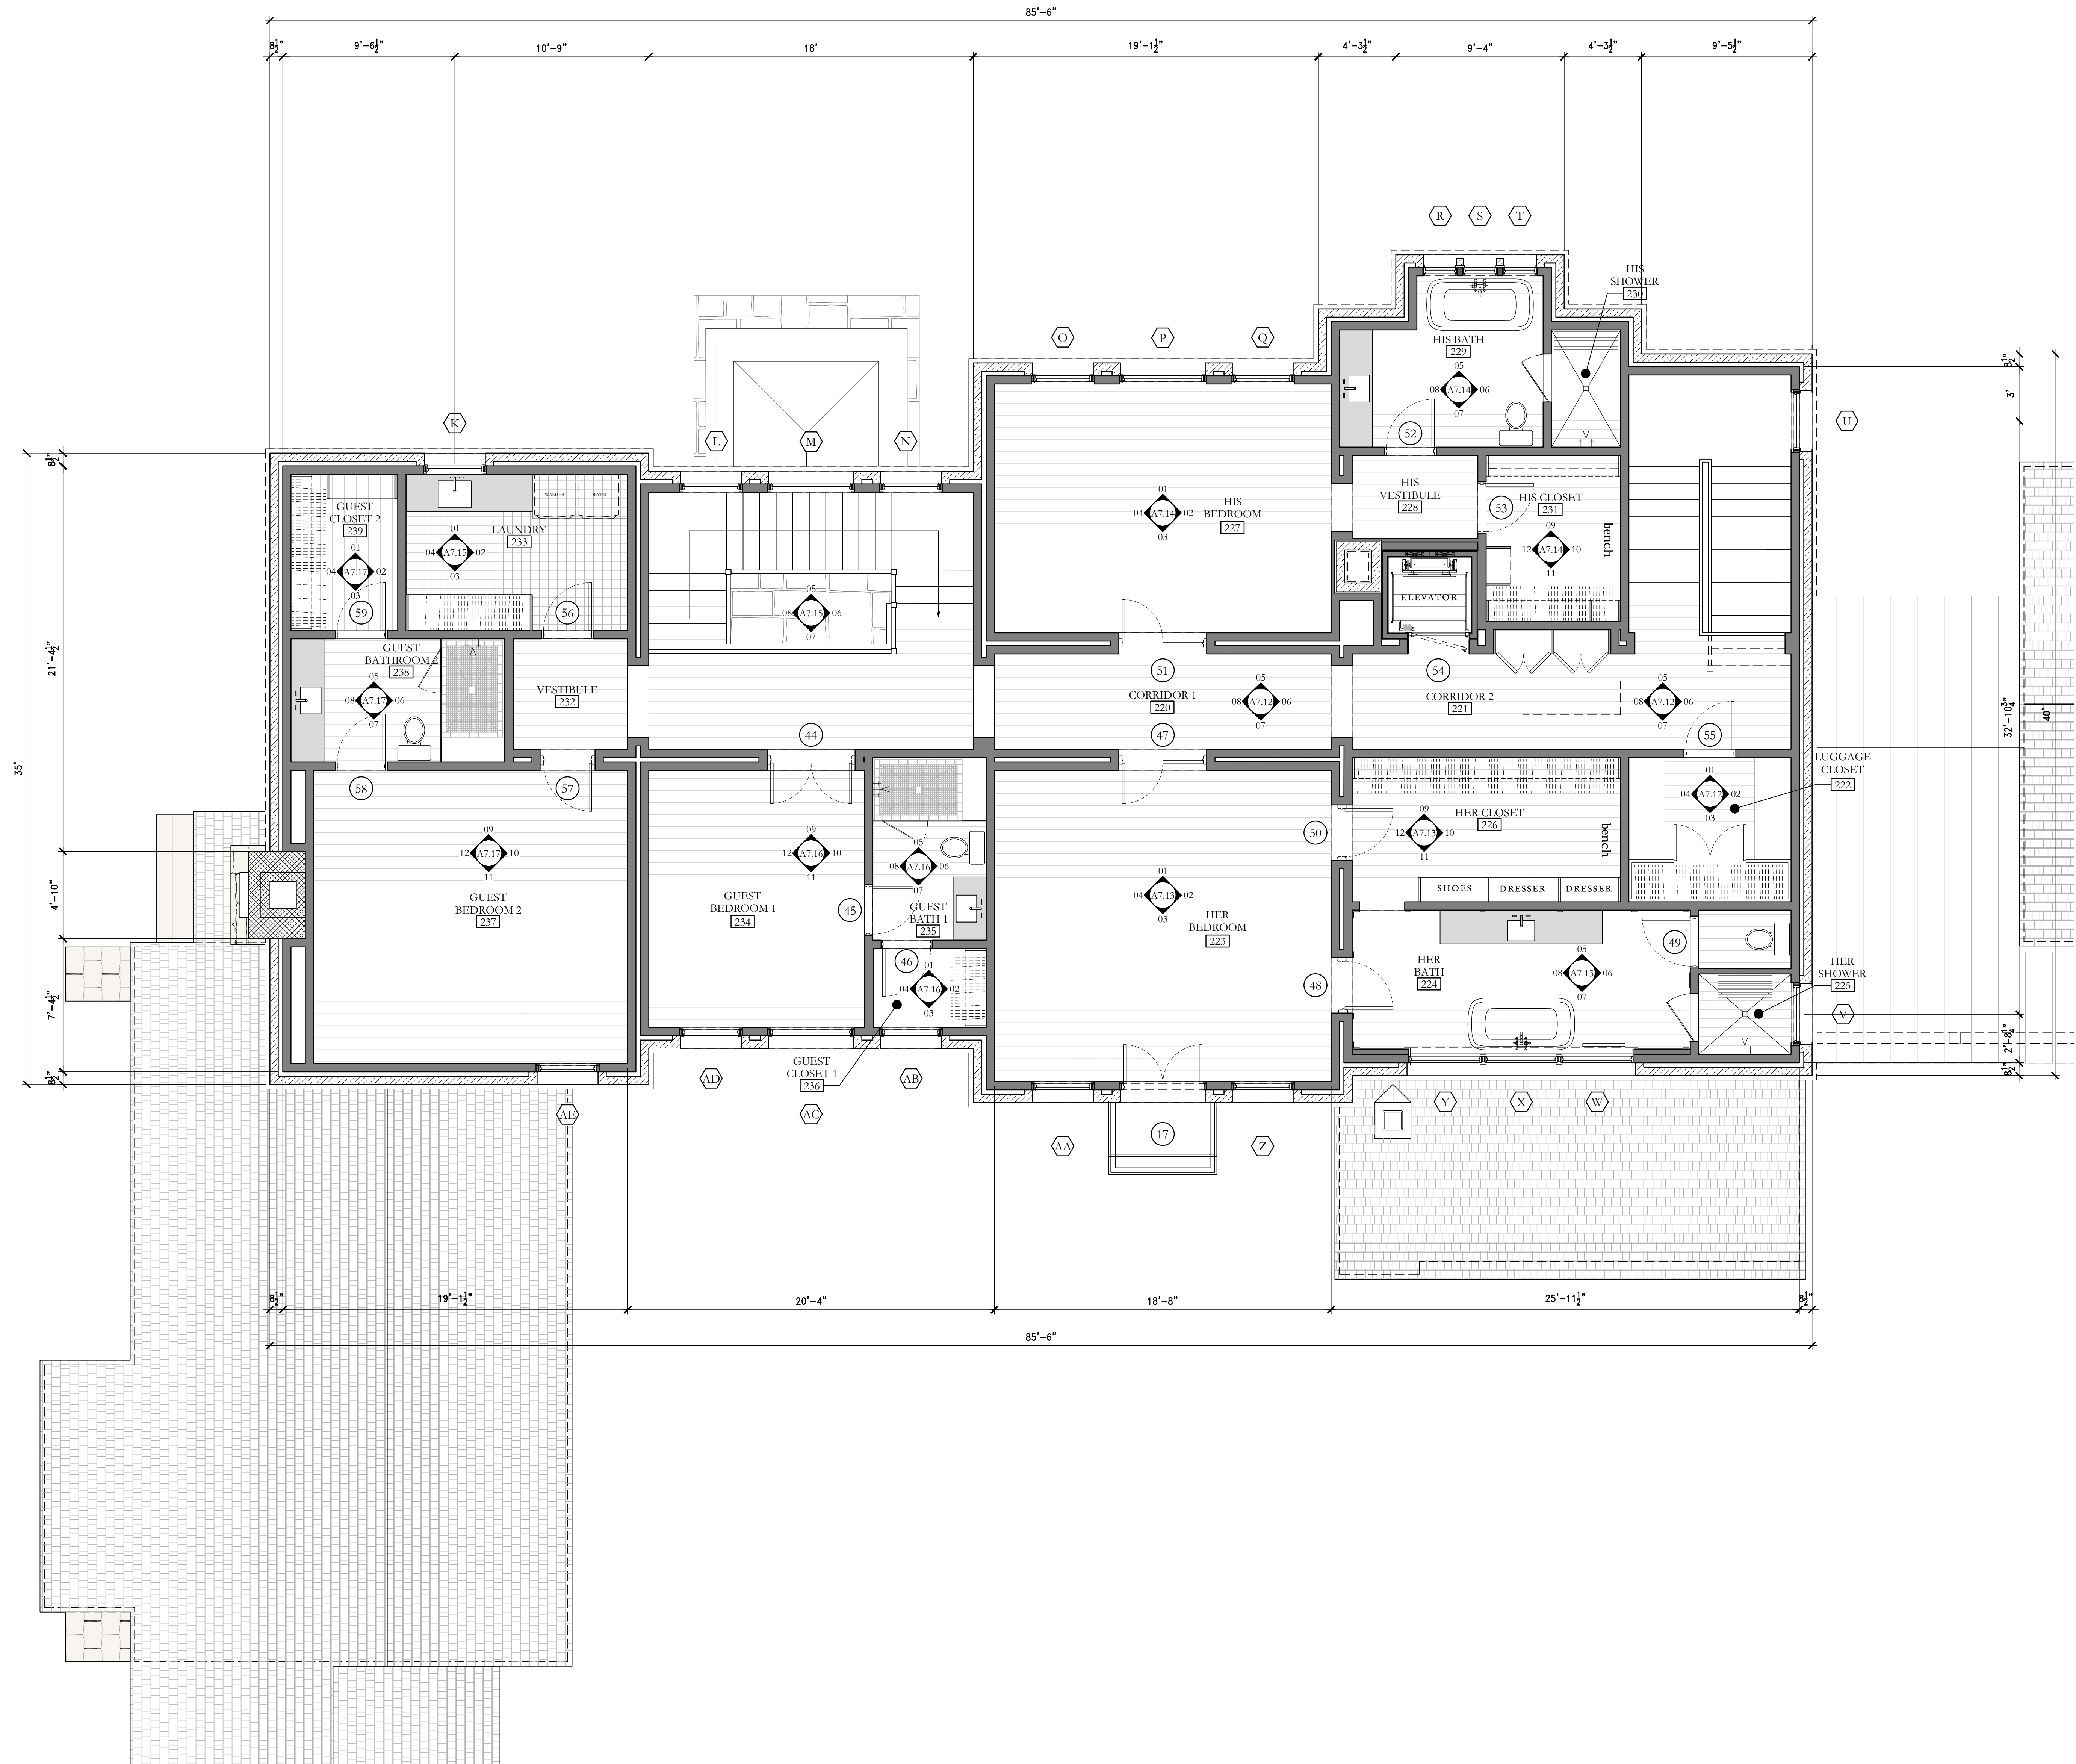 85'-6"
8½" 9'-6½" 10'-9" 18' 19'-1½" 4'-3½" 9'-4" 4'-3½" 9'-5½"
R S T
HIS
SHOWER
230
O P Q
HIS BATH
229
05
08 A7.14 06
07
8½"
3'
K
L M N
52
U
8½"
GUEST
CLOSET 2
239
01
04 A7.17 02
03
59
WASHER DRYER
LAUNDRY
233
01
04 A7.15 02
03
56
05
08 A7.15 06
07
01
04 A7.14 02
03
HIS
BEDROOM
227
HIS
VESTIBULE
228
53
HIS CLOSET
231
09
12 A7.14 10
11
bench
ELEVATOR
35'
21'-4½"
GUEST
BATHROOM 2
238
05
08 A7.17 06
07
VESTIBULE
232
51
CORRIDOR 1
220
05
08 A7.12 06
07
54
CORRIDOR 2
221
05
08 A7.12 06
07
32'-10¾"
40'
44
47
55
58
57
LUGGAGE
CLOSET
222
01
04 A7.12 02
03
09
12 A7.17 10
11
GUEST
BEDROOM 2
237
09
12 A7.16 10
11
GUEST
BEDROOM 1
234
45
05
08 A7.16 06
07
GUEST
BATH 1
235
01
04 A7.13 02
03
HER
BEDROOM
223
50
HER CLOSET
226
09
12 A7.13 10
11
bench
SHOES DRESSER DRESSER
4'-10"
7'-4½"
8½"
46
01
04 A7.16 02
03
48
HER
BATH
224
05
08 A7.13 06
07
49
HER
SHOWER
225
V
2'-8½"
8½"
GUEST
CLOSET 1
236
AE
AD
AC
AB
AA
17
Z
Y X W
8½" 19'-1½" 20'-4" 18'-8" 25'-11½" 8½"
85'-6"